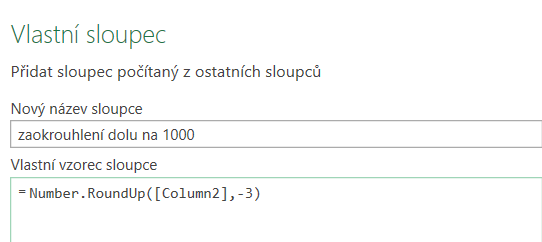 Vlastní sloupec
Přidat sloupec počítaný z ostatních sloupců
Nový název sloupce
zaokrouhlení dolu na 1000
Vlastní vzorec sloupce
= Number.RoundUp([Column2],-3)